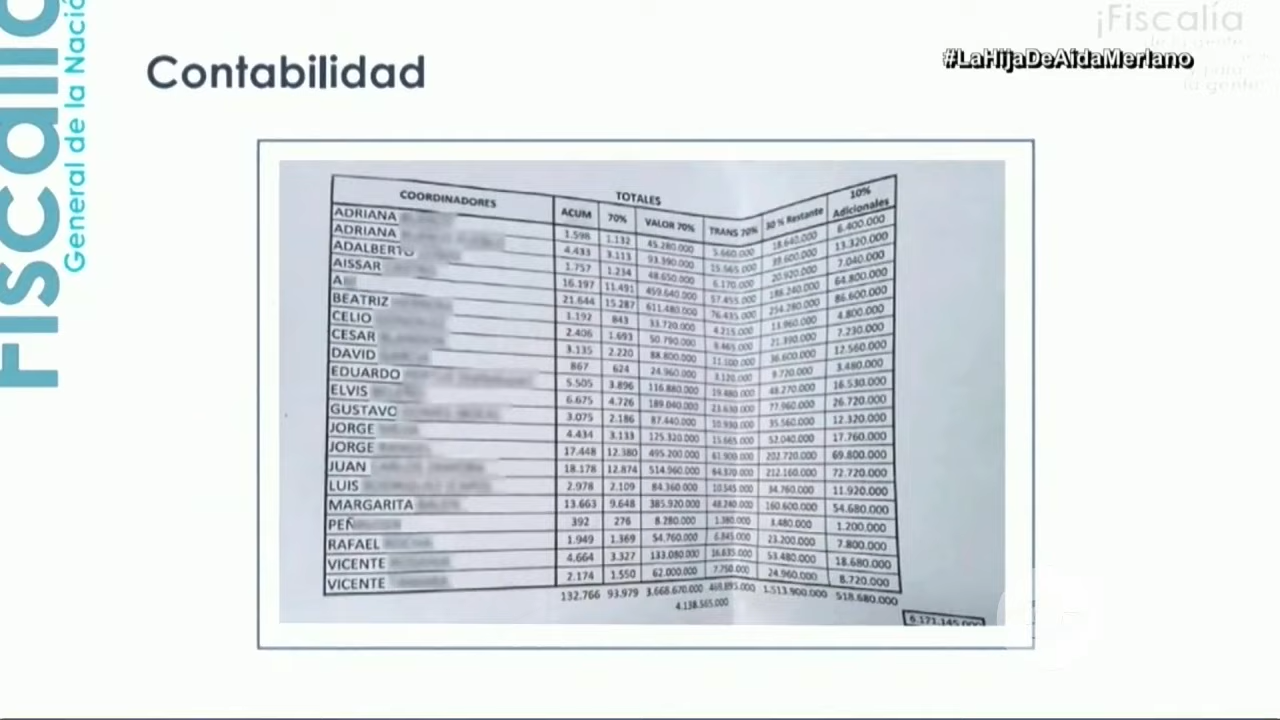 Fiscalía
General de la Nació
Contabilidad
¡Fiscalía
de la gente
y para
la gente
#LaHijaDeAidaMerlano
TOTALES
COORDINADORES ACUM 70% VALOR 70% TRANS 70% 30 % Restante 10% Adicionales
ADRIANA 1.598 1.132 45.280.000 5.660.000 18.640.000 6.400.000
ADRIANA 4.433 3.113 93.390.000 15.565.000 39.600.000 13.320.000
ADALBERTO 1.757 1.234 48.650.000 6.170.000 20.920.000 7.040.000
AISSAR 16.197 11.491 459.640.000 57.455.000 188.240.000 64.800.000
A 21.644 15.287 611.480.000 76.435.000 254.280.000 86.600.000
BEATRIZ 1.192 843 33.720.000 4.215.000 13.960.000 4.800.000
CELIO 2.406 1.693 50.790.000 8.465.000 21.390.000 7.230.000
CESAR 3.135 2.220 88.800.000 11.100.000 36.600.000 12.560.000
DAVID 867 624 24.960.000 3.120.000 9.720.000 3.480.000
EDUARDO 5.505 3.896 116.880.000 19.480.000 48.270.000 16.530.000
ELVIS 6.675 4.726 189.040.000 23.630.000 77.960.000 26.720.000
GUSTAVO 3.075 2.186 87.440.000 10.930.000 35.560.000 12.320.000
JORGE 4.434 3.133 125.320.000 15.665.000 52.040.000 17.760.000
JORGE 17.448 12.380 495.200.000 61.900.000 202.720.000 69.800.000
JUAN 18.178 12.874 514.960.000 64.370.000 212.160.000 72.720.000
LUIS 2.978 2.109 84.360.000 10.545.000 34.760.000 11.920.000
MARGARITA 13.663 9.648 385.920.000 48.240.000 160.600.000 54.680.000
PEÑ 392 276 8.280.000 1.380.000 3.480.000 1.200.000
RAFAEL 1.949 1.369 54.760.000 6.845.000 23.200.000 7.800.000
VICENTE 4.664 3.327 133.080.000 16.635.000 53.480.000 18.680.000
VICENTE 2.174 1.550 62.000.000 7.750.000 24.960.000 8.720.000
132.766 93.979 3.668.670.000 469.895.000 1.513.900.000 518.680.000
4.138.565.000
6.171.145.000